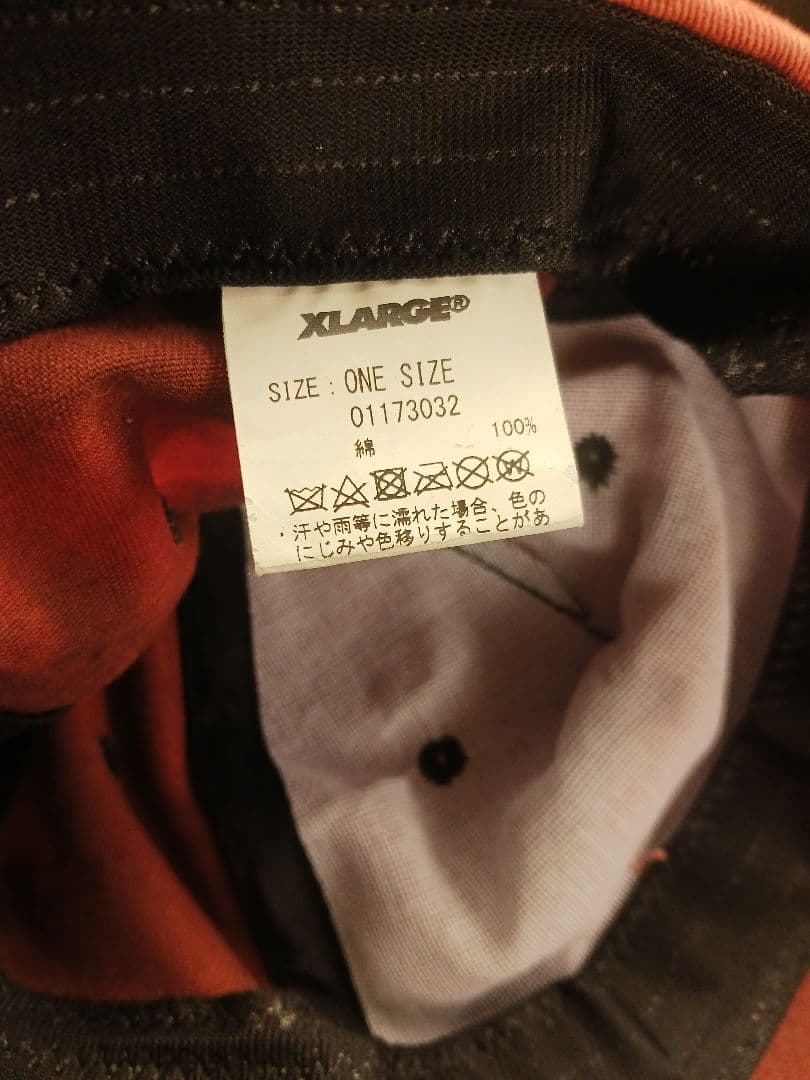 XLARGE®
SIZE : ONE SIZE
01173032
綿 100%
W
・汗や雨等に濡れた場合、色の
にじみや色移りすることがあ